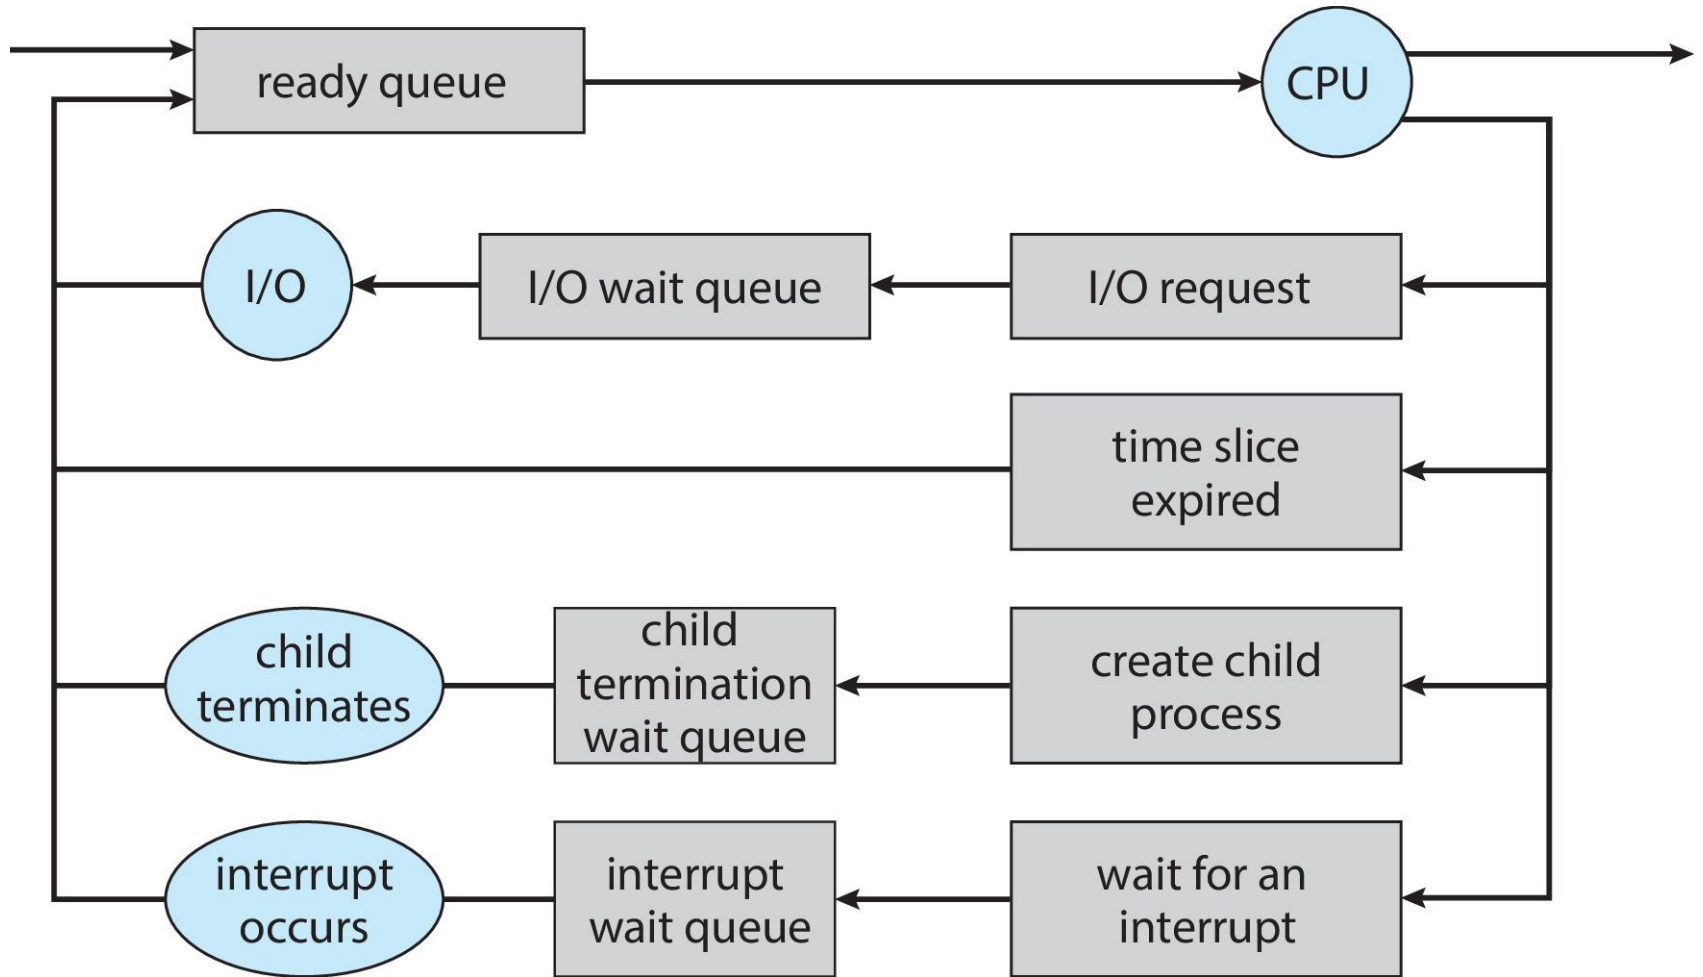 ready queue
CPU
I/O
I/O wait queue
I/O request
time slice
expired
child
terminates
child
termination
wait queue
create child
process
interrupt
occurs
interrupt
wait queue
wait for an
interrupt